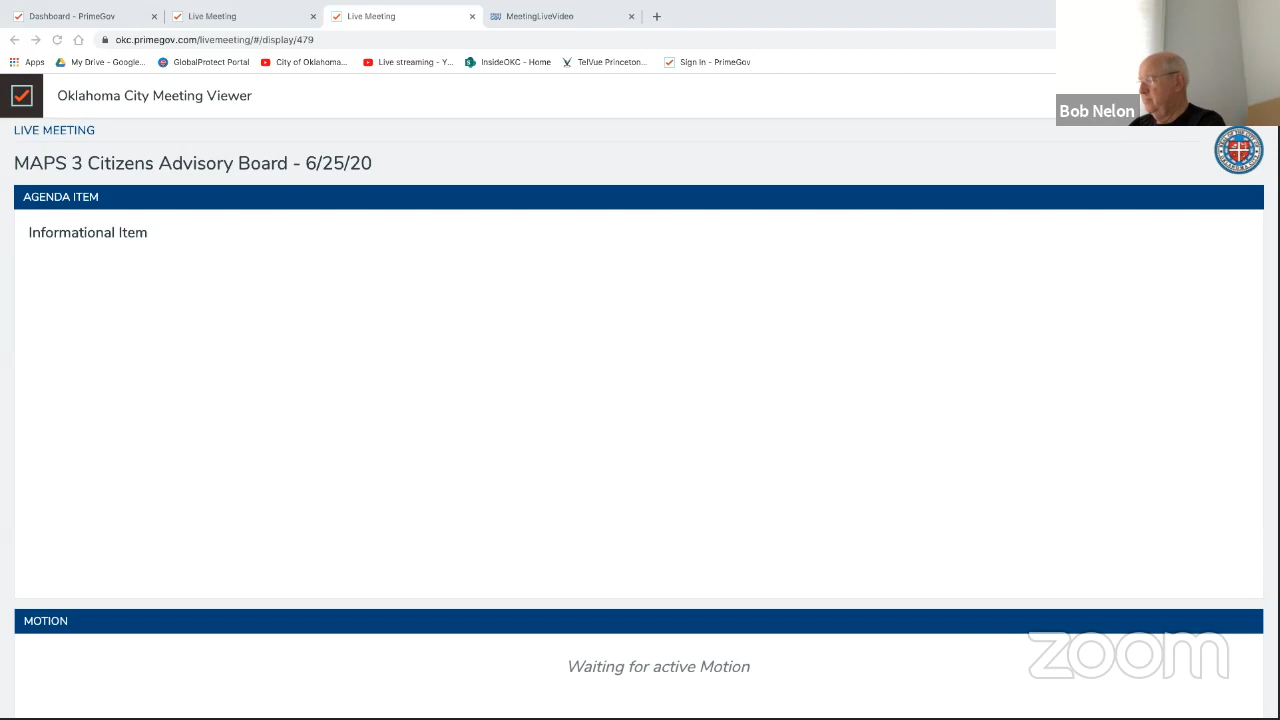 Dashboard - PrimeGov
Live Meeting
Live Meeting
MeetingLiveVideo
okc.primegov.com/livemeeting/#/display/479
Apps
My Drive - Google...
GlobalProtect Portal
City of Oklahoma...
Live streaming - Y...
InsideOKC - Home
TelVue Princeton...
Sign In - PrimeGov
Oklahoma City Meeting Viewer
Bob Nelon
LIVE MEETING
MAPS 3 Citizens Advisory Board - 6/25/20
AGENDA ITEM
Informational Item
MOTION
Waiting for active Motion
zoom